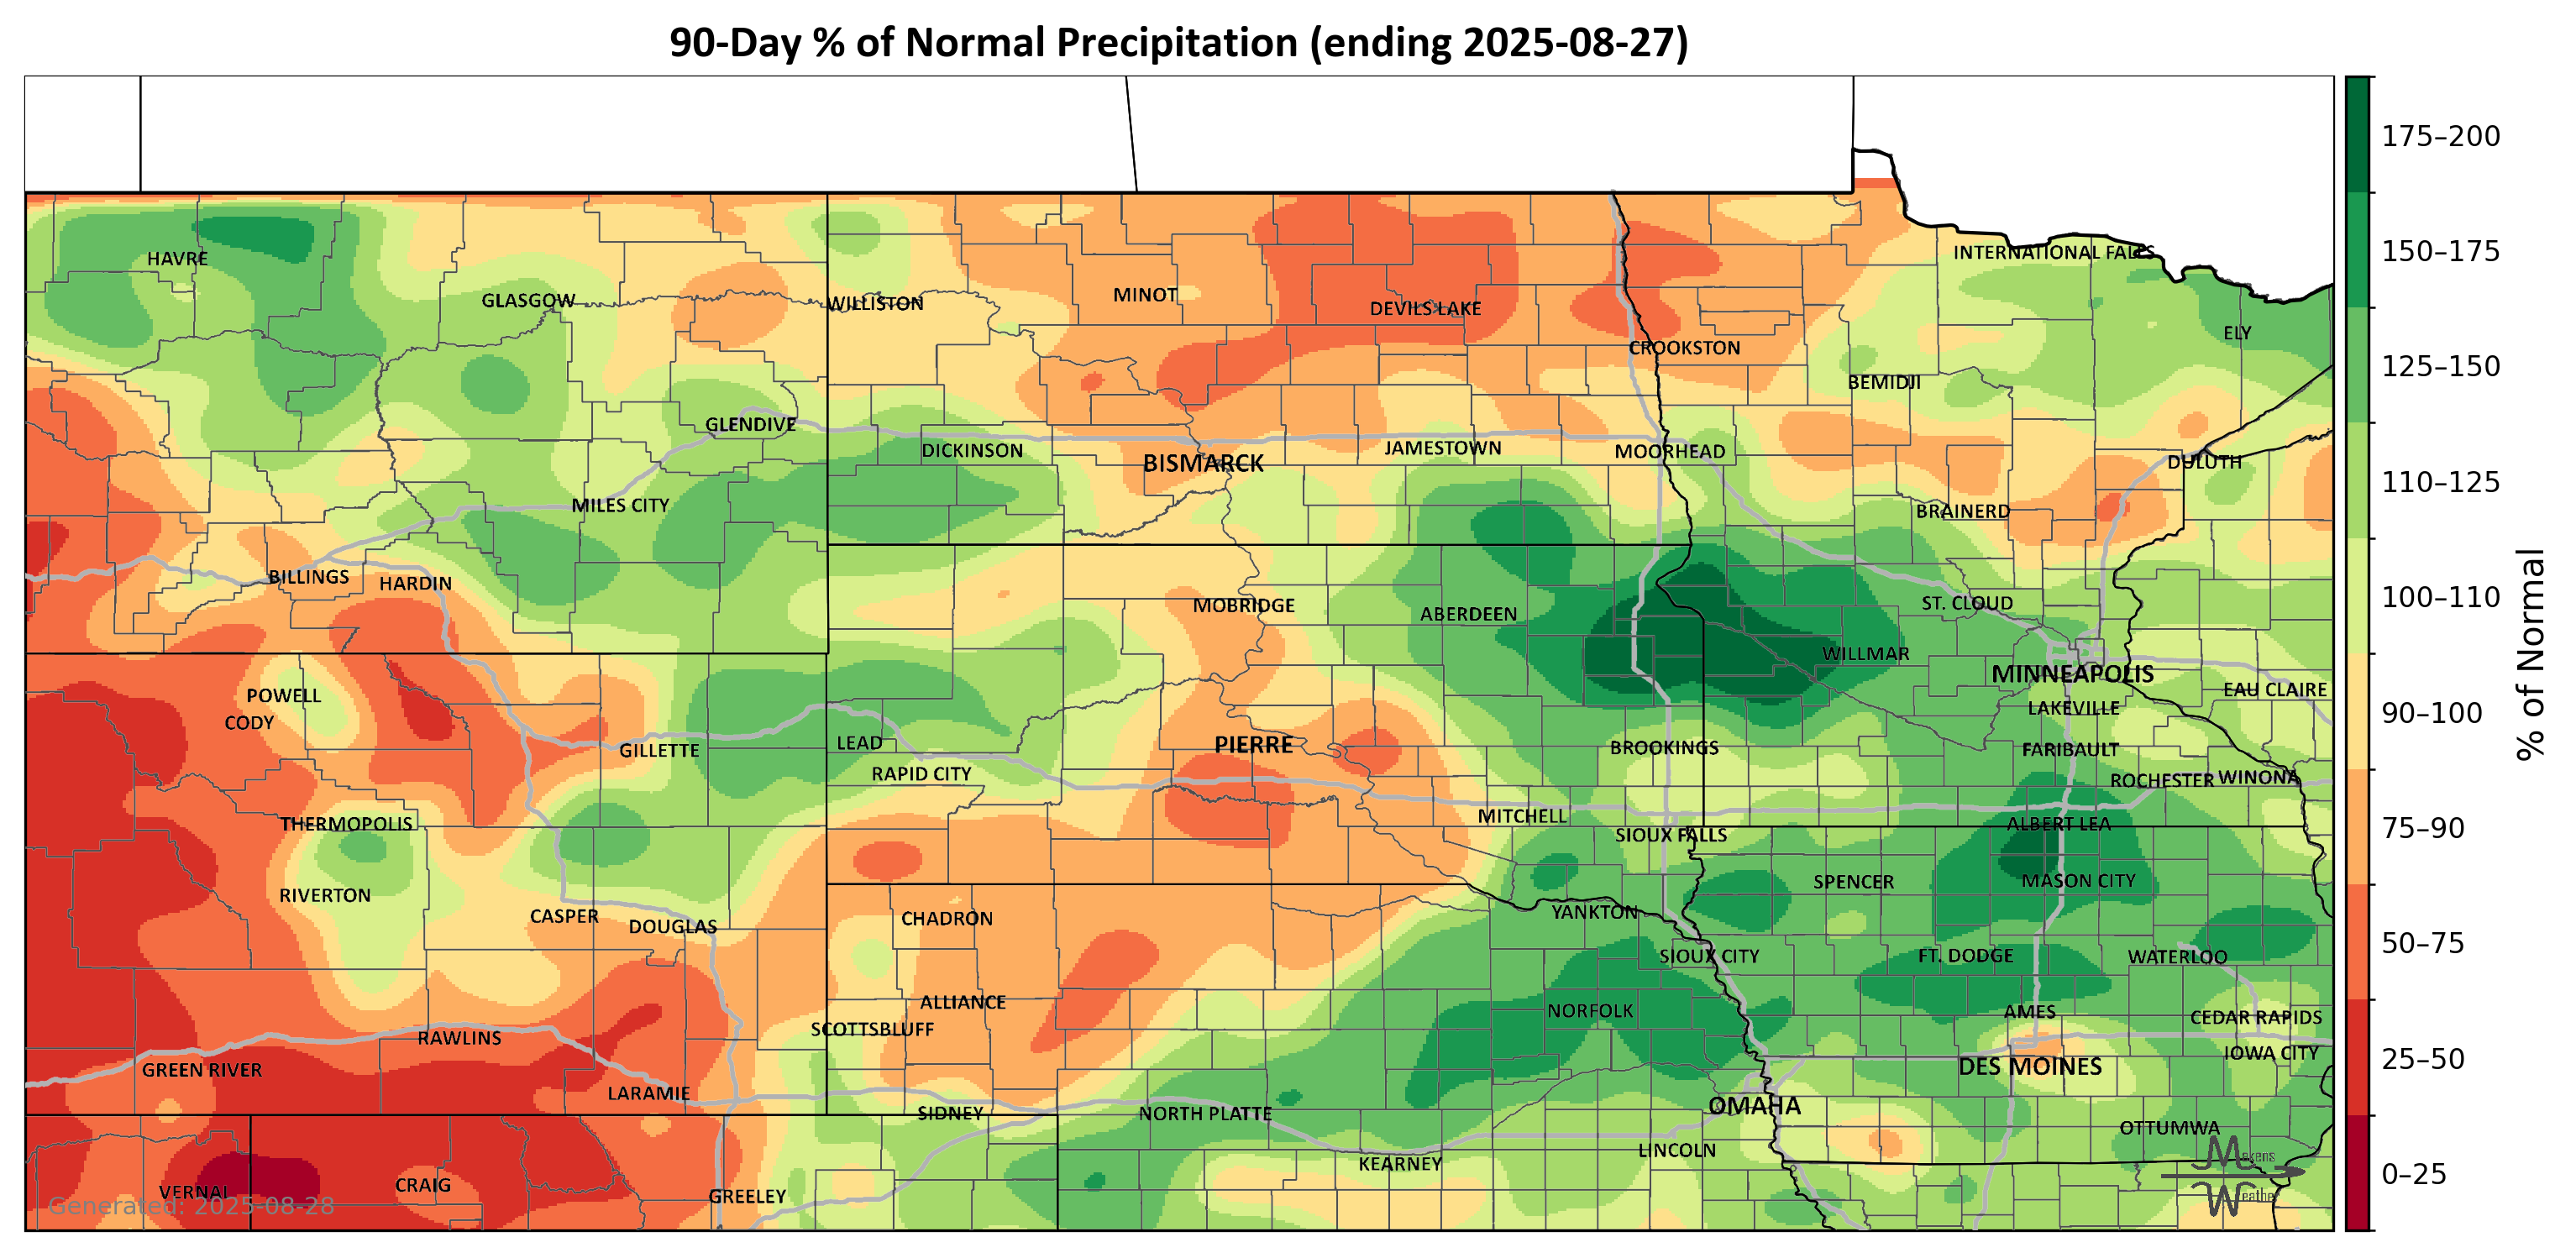 90-Day % of Normal Precipitation (ending 2025-08-27)
175–200
INTERNATIONAL FALLS
150–175
HAVRE
GLASGOW
WILLISTON
MINOT
DEVILS LAKE
ELY
CROOKSTON
125–150
BEMIDJI
GLENDIVE
DICKINSON
BISMARCK
JAMESTOWN
MOORHEAD
DULUTH
110–125
MILES CITY
BRAINERD
BILLINGS
HARDIN
MOBRIDGE
ABERDEEN
ST. CLOUD
100–110
WILLMAR
MINNEAPOLIS
POWELL
EAU CLAIRE
CODY
LAKEVILLE
90–100
% of Normal
GILLETTE
LEAD
PIERRE
BROOKINGS
FARIBAULT
RAPID CITY
ROCHESTER
WINONA
THERMOPOLIS
MITCHELL
SIOUX FALLS
ALBERT LEA
75–90
RIVERTON
SPENCER
MASON CITY
CASPER
DOUGLAS
CHADRON
YANKTON
50–75
SIOUX CITY
FT. DODGE
WATERLOO
ALLIANCE
NORFOLK
AMES
SCOTTSBLUFF
CEDAR RAPIDS
RAWLINS
IOWA CITY
25–50
GREEN RIVER
DES MOINES
LARAMIE
SIDNEY
NORTH PLATTE
OMAHA
OTTUMWA
LINCOLN
KEARNEY
Makens
VERNAL
CRAIG
GREELEY
Weather
0–25
Generated: 2025-08-28